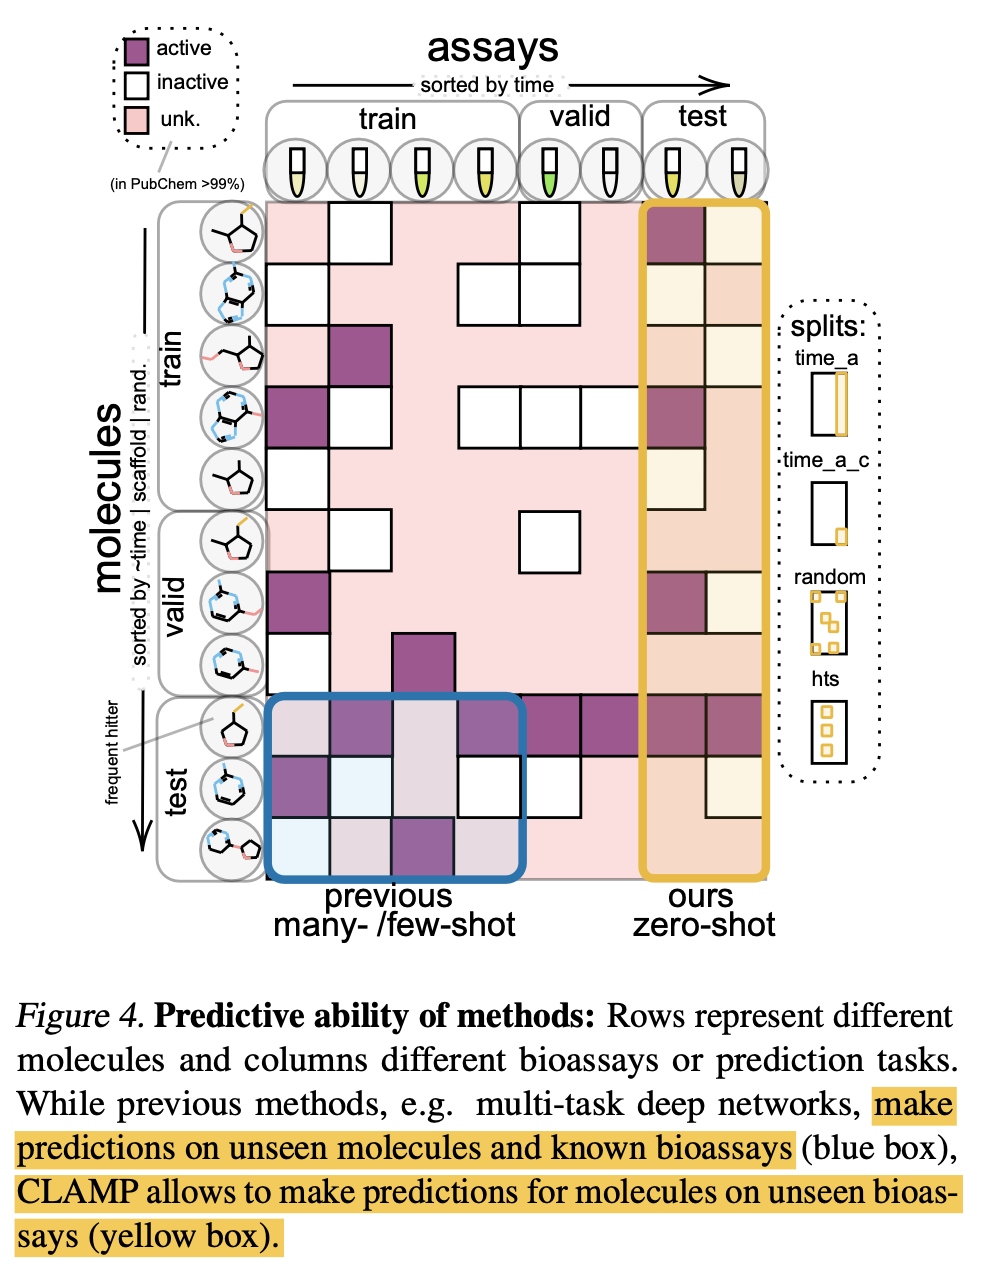 assays
sorted by time
active
inactive
unk.
(in PubChem >99%)
train
valid
test
molecules
sorted by ~time | scaffold | rand.
train
valid
test
frequent hitter
splits:
time_a
time_a_c
random
hts
previous
many- /few-shot
ours
zero-shot
Figure 4. Predictive ability of methods: Rows represent different
molecules and columns different bioassays or prediction tasks.
While previous methods, e.g. multi-task deep networks, make
predictions on unseen molecules and known bioassays (blue box),
CLAMP allows to make predictions for molecules on unseen bioas-
says (yellow box).